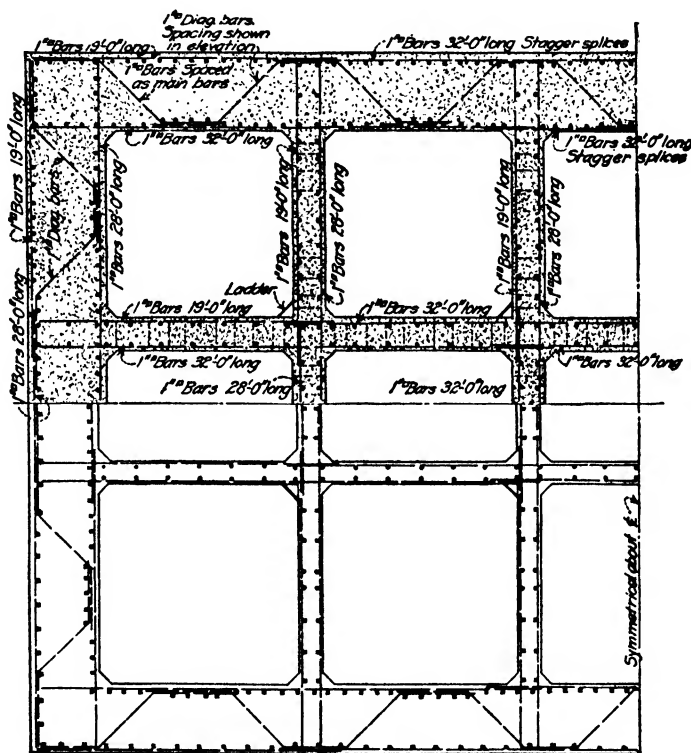 1"⌀ Diag. bars.
Spacing shown
in elevation
1"⌀ Bars 19'-0" long
1"⌀ Bars 32'-0" long Stagger splices
1"⌀ Bars Spaced
as main bars
1"⌀ Bars 32'-0" long
1"⌀ Bars 32'-0" long
Stagger splices
1"⌀ Bars 19'-0" long
1"⌀ Diag. bars
1"⌀ Bars 28'-0" long
1"⌀ Bars 19'-0" long
1"⌀ Bars 28'-0" long
1"⌀ Bars 19'-0" long
1"⌀ Bars 28'-0" long
Ladder
1"⌀ Bars 19'-0" long
1"⌀ Bars 32'-0" long
1"⌀ Bars 28'-0" long
1"⌀ Bars 32'-0" long
1"⌀ Bars 32'-0" long
1"⌀ Bars 28'-0" long
1"⌀ Bars 32'-0" long
Symmetrical about ℄